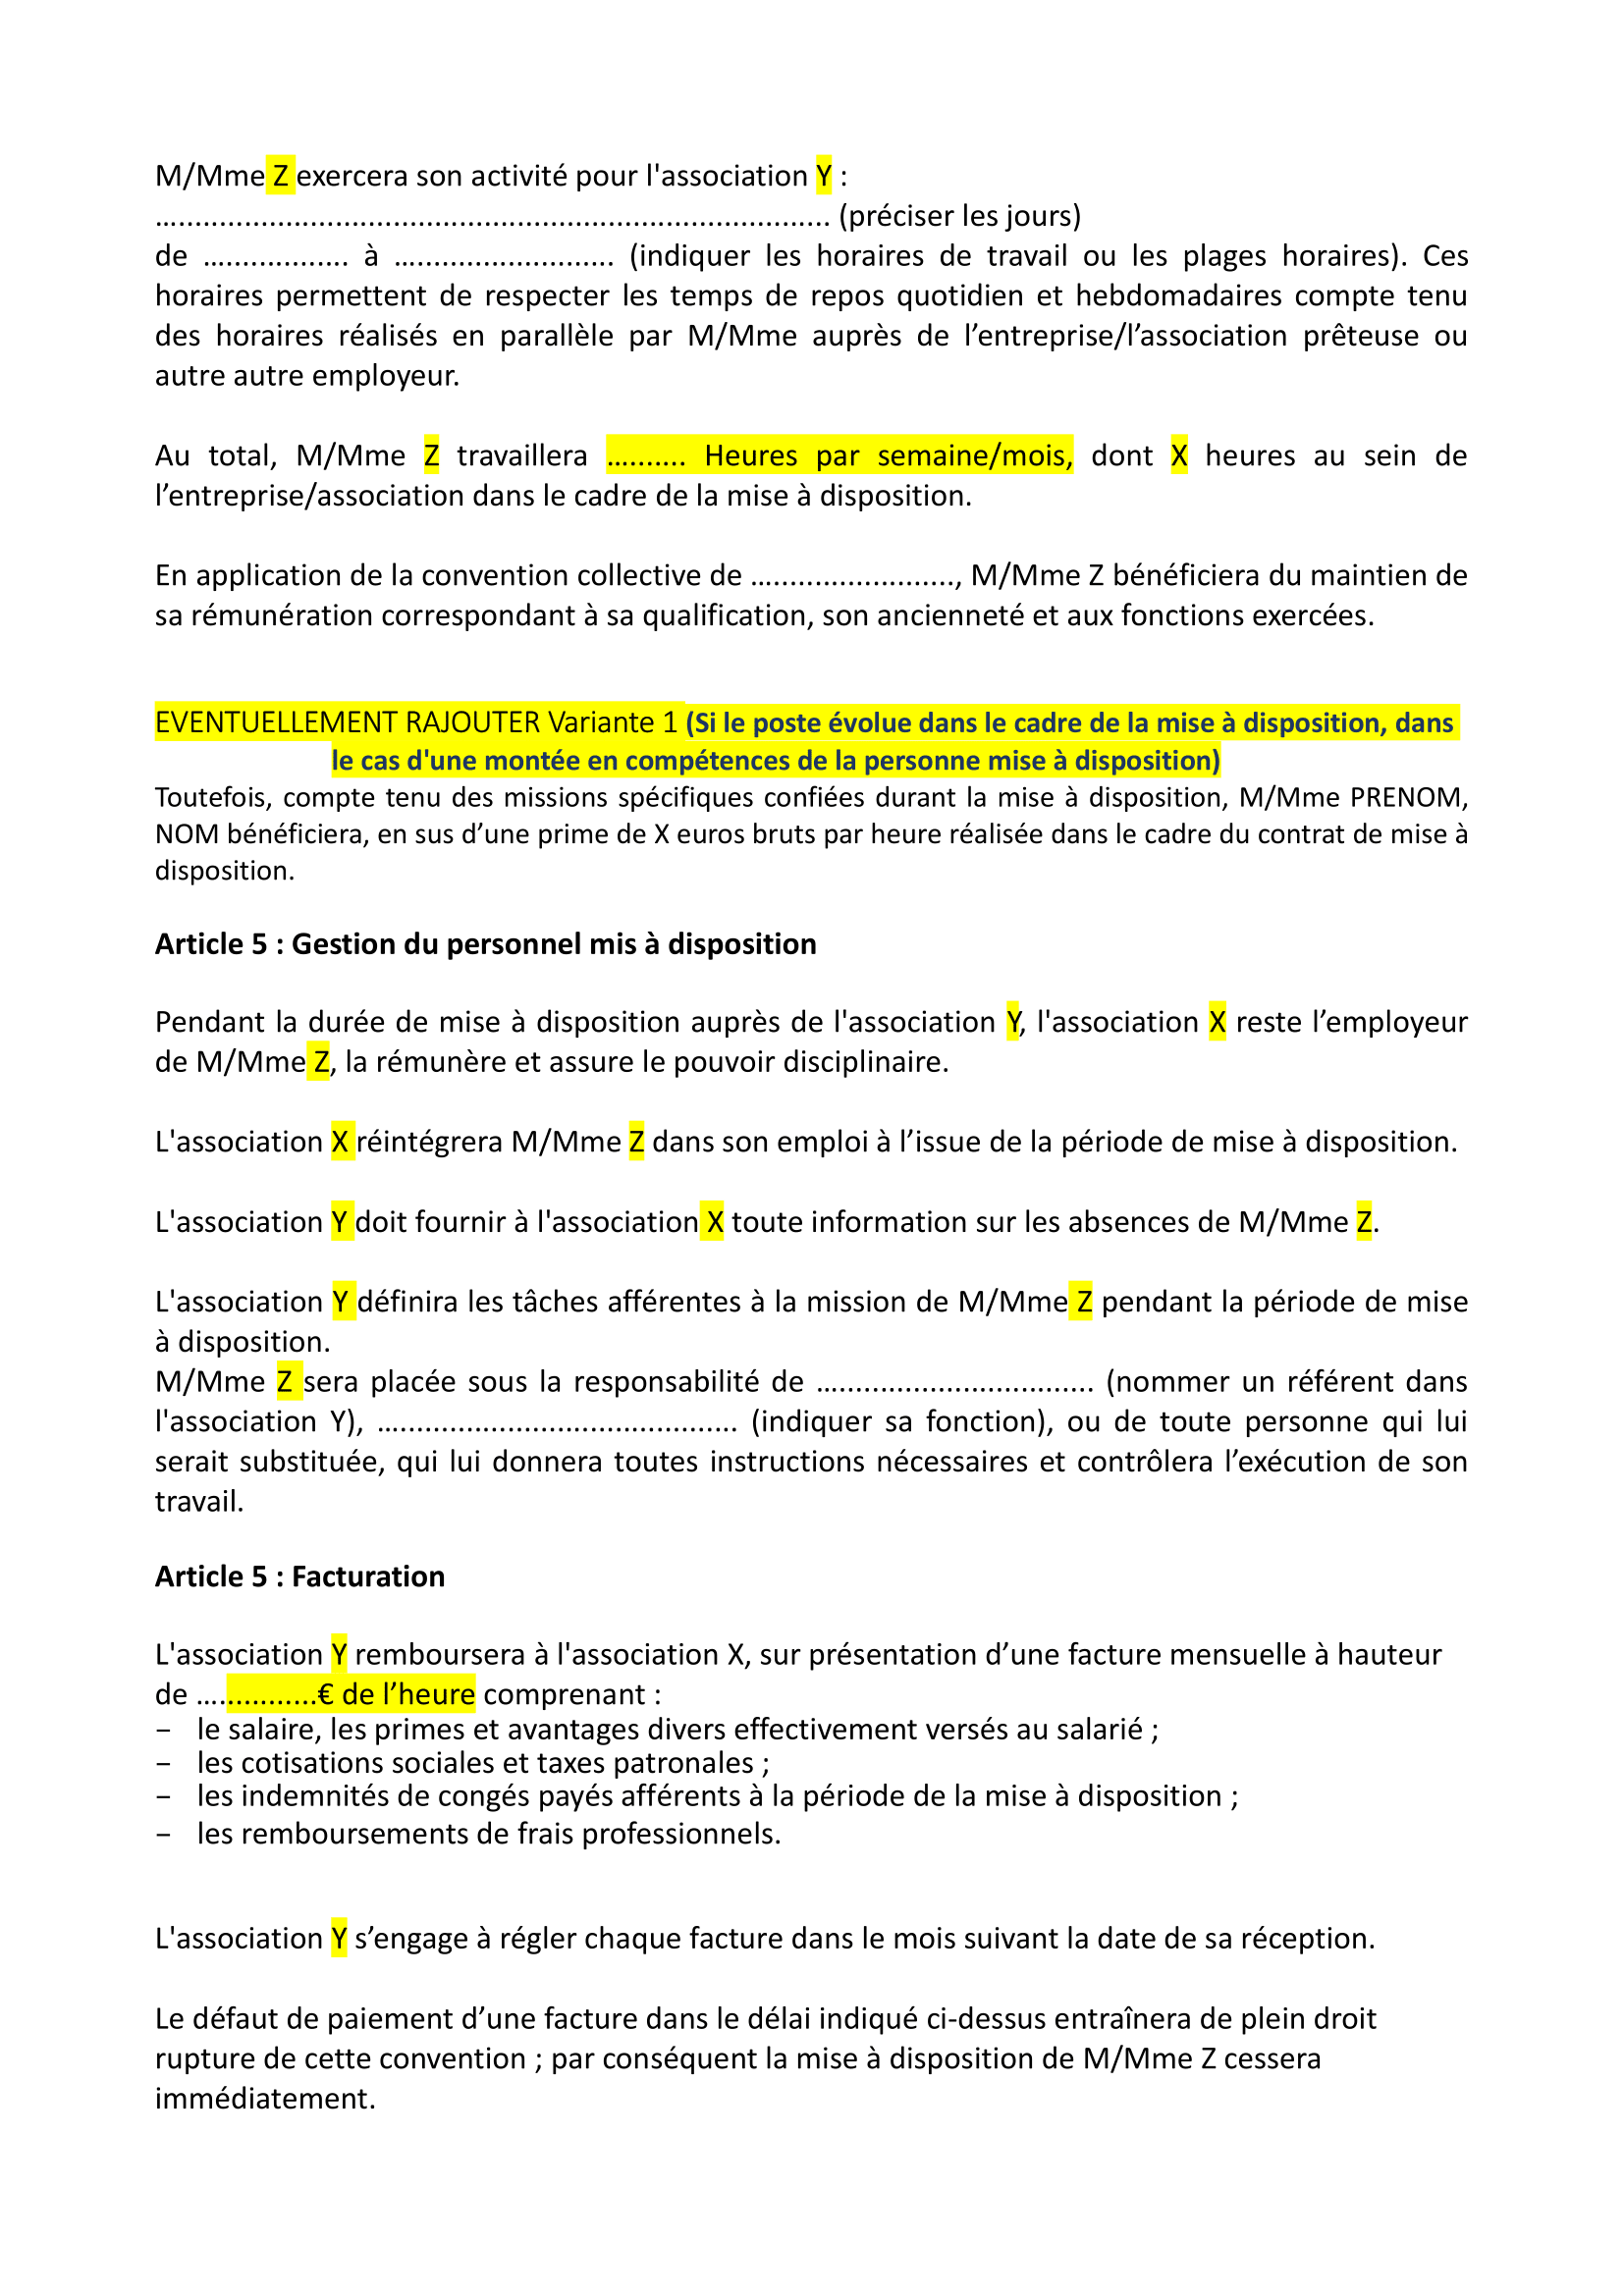 M/Mme Z exercera son activité pour l'association Y :
…............................................................................... (préciser les jours)
de …............... à …........................ (indiquer les horaires de travail ou les plages horaires). Ces
horaires permettent de respecter les temps de repos quotidien et hebdomadaires compte tenu
des horaires réalisés en parallèle par M/Mme auprès de l’entreprise/l’association prêteuse ou
autre autre employeur.
Au total, M/Mme Z travaillera …....... Heures par semaine/mois, dont X heures au sein de
l’entreprise/association dans le cadre de la mise à disposition.
En application de la convention collective de …......................, M/Mme Z bénéficiera du maintien de
sa rémunération correspondant à sa qualification, son ancienneté et aux fonctions exercées.
EVENTUELLEMENT RAJOUTER Variante 1 (Si le poste évolue dans le cadre de la mise à disposition, dans
le cas d'une montée en compétences de la personne mise à disposition)
Toutefois, compte tenu des missions spécifiques confiées durant la mise à disposition, M/Mme PRENOM,
NOM bénéficiera, en sus d’une prime de X euros bruts par heure réalisée dans le cadre du contrat de mise à
disposition.
Article 5 : Gestion du personnel mis à disposition
Pendant la durée de mise à disposition auprès de l'association Y, l'association X reste l’employeur
de M/Mme Z, la rémunère et assure le pouvoir disciplinaire.
L'association X réintégrera M/Mme Z dans son emploi à l’issue de la période de mise à disposition.
L'association Y doit fournir à l'association X toute information sur les absences de M/Mme Z.
L'association Y définira les tâches afférentes à la mission de M/Mme Z pendant la période de mise
à disposition.
M/Mme Z sera placée sous la responsabilité de …............................... (nommer un référent dans
l'association Y), …......................................... (indiquer sa fonction), ou de toute personne qui lui
serait substituée, qui lui donnera toutes instructions nécessaires et contrôlera l’exécution de son
travail.
Article 5 : Facturation
L'association Y remboursera à l'association X, sur présentation d’une facture mensuelle à hauteur
de ….............€ de l’heure comprenant :
− le salaire, les primes et avantages divers effectivement versés au salarié ;
− les cotisations sociales et taxes patronales ;
− les indemnités de congés payés afférents à la période de la mise à disposition ;
− les remboursements de frais professionnels.
L'association Y s’engage à régler chaque facture dans le mois suivant la date de sa réception.
Le défaut de paiement d’une facture dans le délai indiqué ci-dessus entraînera de plein droit
rupture de cette convention ; par conséquent la mise à disposition de M/Mme Z cessera
immédiatement.